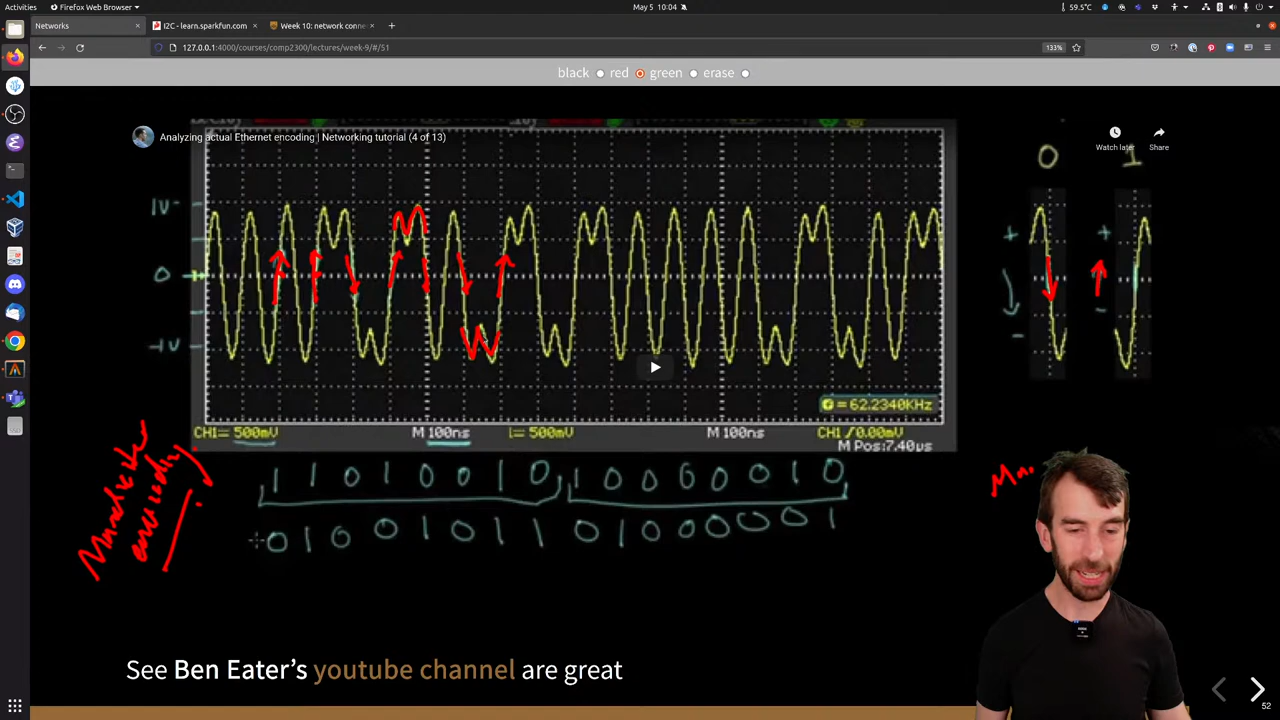 Activities
Firefox Web Browser
May 5 10:04
59.5°C
Networks
I2C - learn.sparkfun.com
Week 10: network conne
127.0.0.1:4000/courses/comp2300/lectures/week-9/#/51
133%
black red green erase
Analyzing actual Ethernet encoding | Networking tutorial (4 of 13)
Watch later
Share
0 1
1V
0
-1V
+ -
+ -
f = 62.2340KHz
CH1= 500mV M 100ns 500mV M 100ns CH1 / 0.00mV
M Pos:7.40µs
1 1 0 1 0 0 1 0 1 0 0 0 0 0 1 0
0 1 0 0 1 0 1 1 0 1 0 0 0 0 0 1
encoding
See Ben Eater's youtube channel are great
52